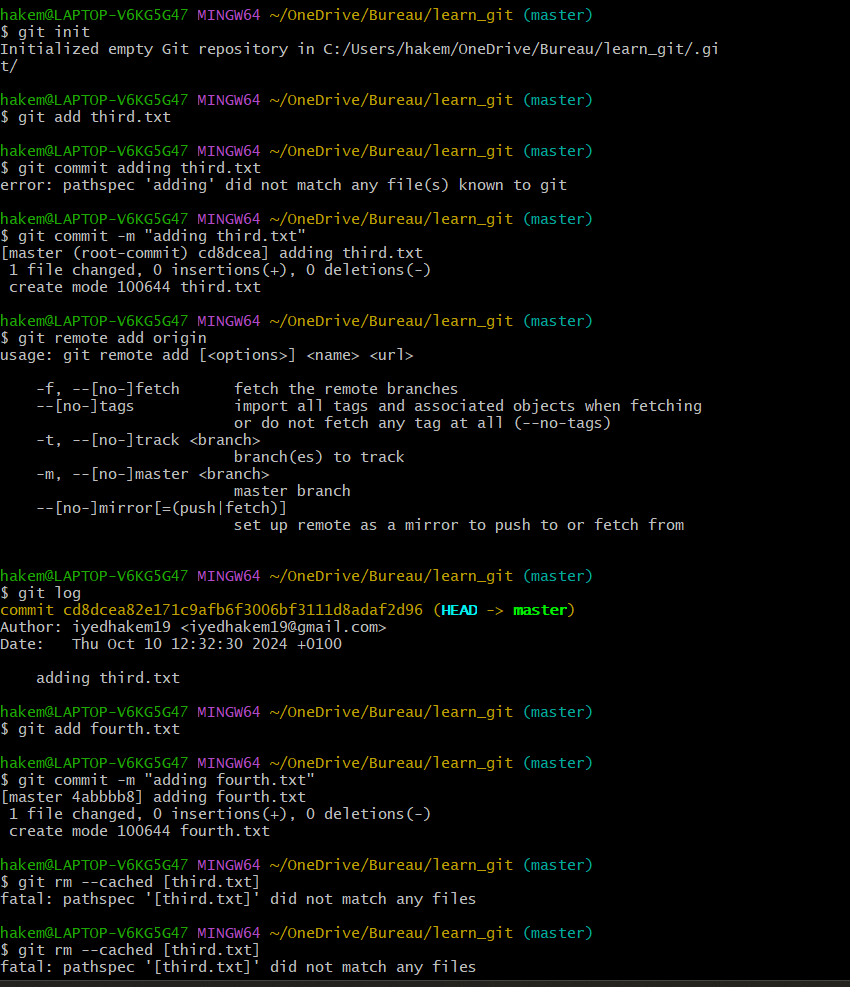 hakem@LAPTOP-V6KG5G47 MINGW64 ~/OneDrive/Bureau/learn_git (master)
$ git init
Initialized empty Git repository in C:/Users/hakem/OneDrive/Bureau/learn_git/.gi
t/

hakem@LAPTOP-V6KG5G47 MINGW64 ~/OneDrive/Bureau/learn_git (master)
$ git add third.txt

hakem@LAPTOP-V6KG5G47 MINGW64 ~/OneDrive/Bureau/learn_git (master)
$ git commit adding third.txt
error: pathspec 'adding' did not match any file(s) known to git

hakem@LAPTOP-V6KG5G47 MINGW64 ~/OneDrive/Bureau/learn_git (master)
$ git commit -m "adding third.txt"
[master (root-commit) cd8dcea] adding third.txt
 1 file changed, 0 insertions(+), 0 deletions(-)
 create mode 100644 third.txt

hakem@LAPTOP-V6KG5G47 MINGW64 ~/OneDrive/Bureau/learn_git (master)
$ git remote add origin
usage: git remote add [<options>] <name> <url>

    -f, --[no-]fetch      fetch the remote branches
    --[no-]tags           import all tags and associated objects when fetching
                          or do not fetch any tag at all (--no-tags)
    -t, --[no-]track <branch>
                          branch(es) to track
    -m, --[no-]master <branch>
                          master branch
    --[no-]mirror[=(push|fetch)]
                          set up remote as a mirror to push to or fetch from

hakem@LAPTOP-V6KG5G47 MINGW64 ~/OneDrive/Bureau/learn_git (master)
$ git log
commit cd8dcea82e171c9afb6f3006bf3111d8adaf2d96 (HEAD -> master)
Author: iyedhakem19 <iyedhakem19@gmail.com>
Date:   Thu Oct 10 12:32:30 2024 +0100

    adding third.txt

hakem@LAPTOP-V6KG5G47 MINGW64 ~/OneDrive/Bureau/learn_git (master)
$ git add fourth.txt

hakem@LAPTOP-V6KG5G47 MINGW64 ~/OneDrive/Bureau/learn_git (master)
$ git commit -m "adding fourth.txt"
[master 4abbbb8] adding fourth.txt
 1 file changed, 0 insertions(+), 0 deletions(-)
 create mode 100644 fourth.txt

hakem@LAPTOP-V6KG5G47 MINGW64 ~/OneDrive/Bureau/learn_git (master)
$ git rm --cached [third.txt]
fatal: pathspec '[third.txt]' did not match any files

hakem@LAPTOP-V6KG5G47 MINGW64 ~/OneDrive/Bureau/learn_git (master)
$ git rm --cached [third.txt]
fatal: pathspec '[third.txt]' did not match any files